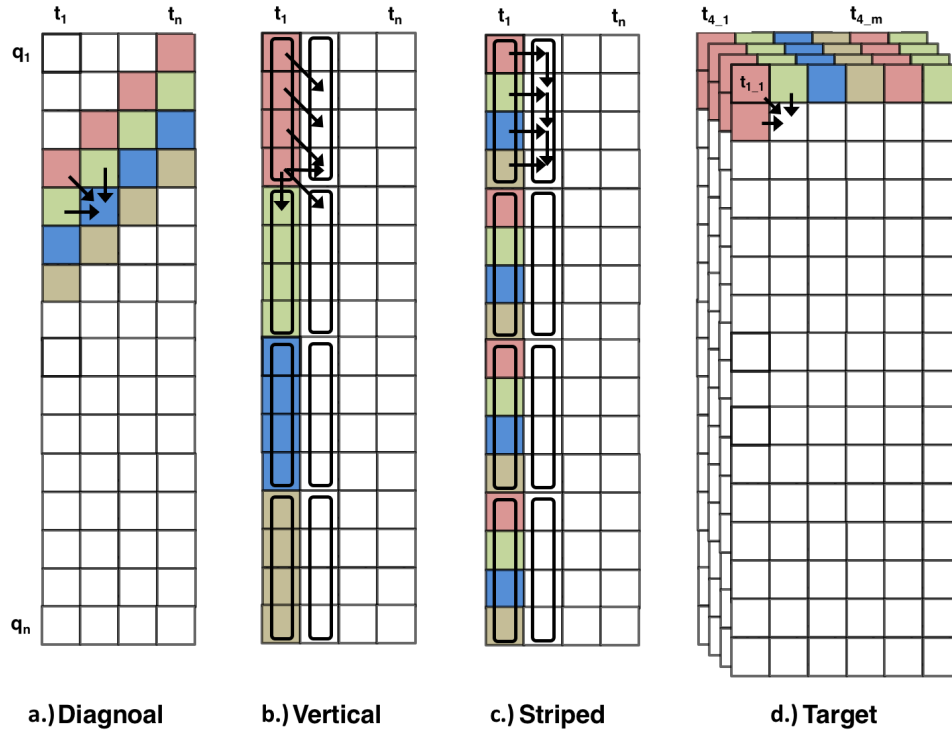 t1 tn t1 tn t1 tn t4_1 t4_m
q1
t1_1
qn
a.) Diagnoal b.) Vertical c.) Striped d.) Target